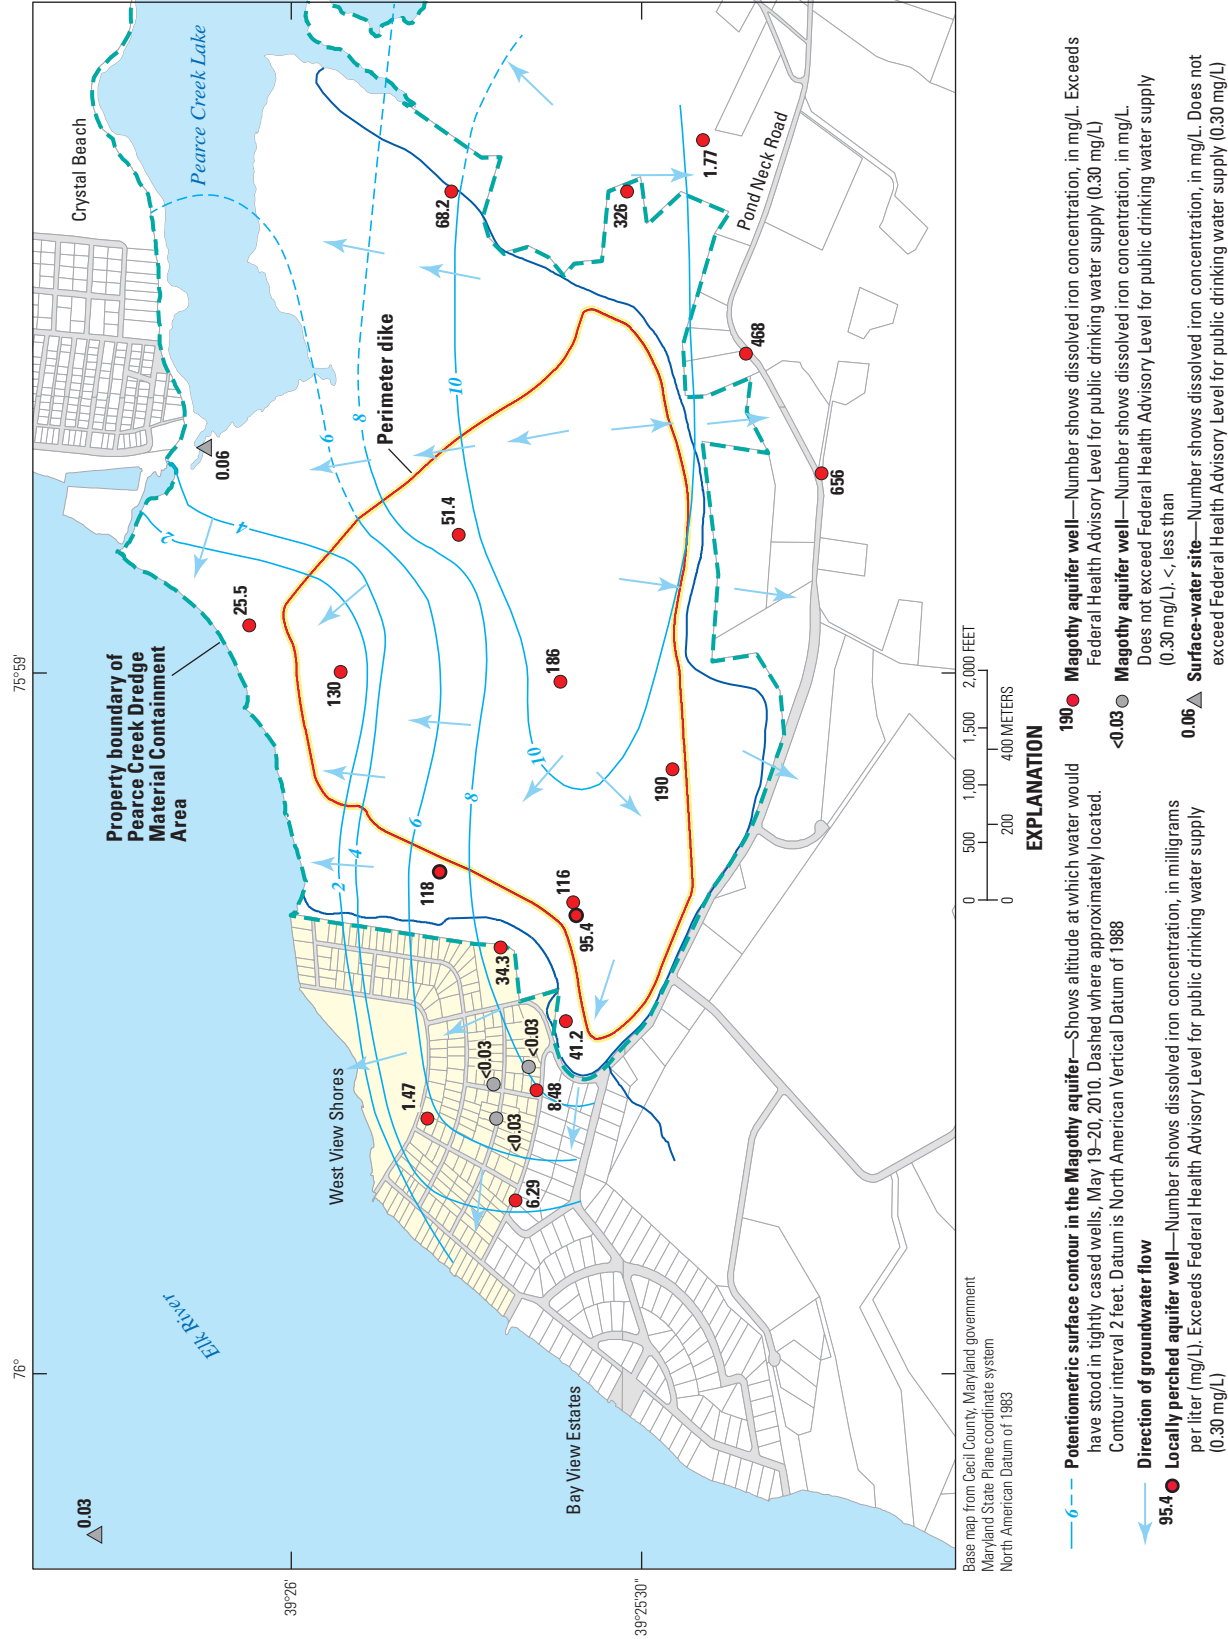 76°
75°59'
39°26'
39°25'30"
Crystal Beach
Pearce Creek Lake
Property boundary of
Pearce Creek Dredge
Material Containment
Area
Perimeter dike
Pond Neck Road
West View Shores
Bay View Estates
Elk River
0.03
0.06
25.5
130
118
51.4
186
190
116
95.4
34.3
41.2
<0.03
<0.03
<0.03
8.48
1.47
6.29
68.2
326
1.77
468
656
2
4
6
8
10
2
4
6
8
10
Base map from Cecil County, Maryland government
Maryland State Plane coordinate system
North American Datum of 1983
0 500 1,000 1,500 2,000 FEET
0 200 400 METERS
EXPLANATION
6 Potentiometric surface contour in the Magothy aquifer—Shows altitude at which water would
have stood in tightly cased wells, May 19–20, 2010. Dashed where approximately located.
Contour interval 2 feet. Datum is North American Vertical Datum of 1988
Direction of groundwater flow
95.4 Locally perched aquifer well—Number shows dissolved iron concentration, in milligrams
per liter (mg/L). Exceeds Federal Health Advisory Level for public drinking water supply
(0.30 mg/L)
190 Magothy aquifer well—Number shows dissolved iron concentration, in mg/L. Exceeds
Federal Health Advisory Level for public drinking water supply (0.30 mg/L)
<0.03 Magothy aquifer well—Number shows dissolved iron concentration, in mg/L.
Does not exceed Federal Health Advisory Level for public drinking water supply
(0.30 mg/L). <, less than
0.06 Surface-water site—Number shows dissolved iron concentration, in mg/L. Does not
exceed Federal Health Advisory Level for public drinking water supply (0.30 mg/L)